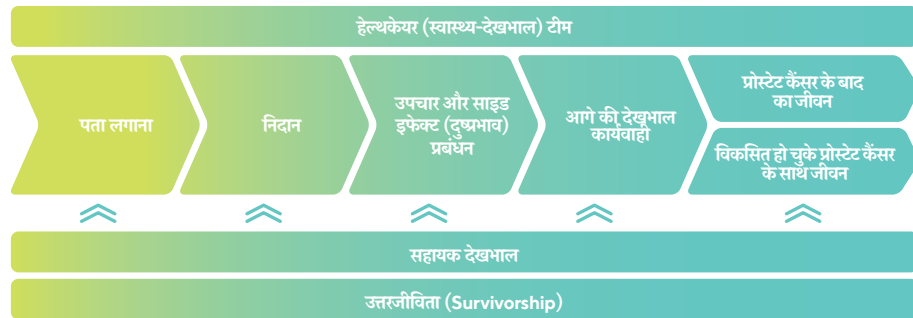 हेल्थकेयर (स्वास्थ्य-देखभाल) टीम
पता लगाना
निदान
उपचार और साइड
इफेक्ट (दुष्प्रभाव)
प्रबंधन
आगे की देखभाल
कार्यवाही
प्रोस्टेट कैंसर के बाद
का जीवन
विकसित हो चुके प्रोस्टेट कैंसर
के साथ जीवन
सहायक देखभाल
उत्तरजीविता (Survivorship)